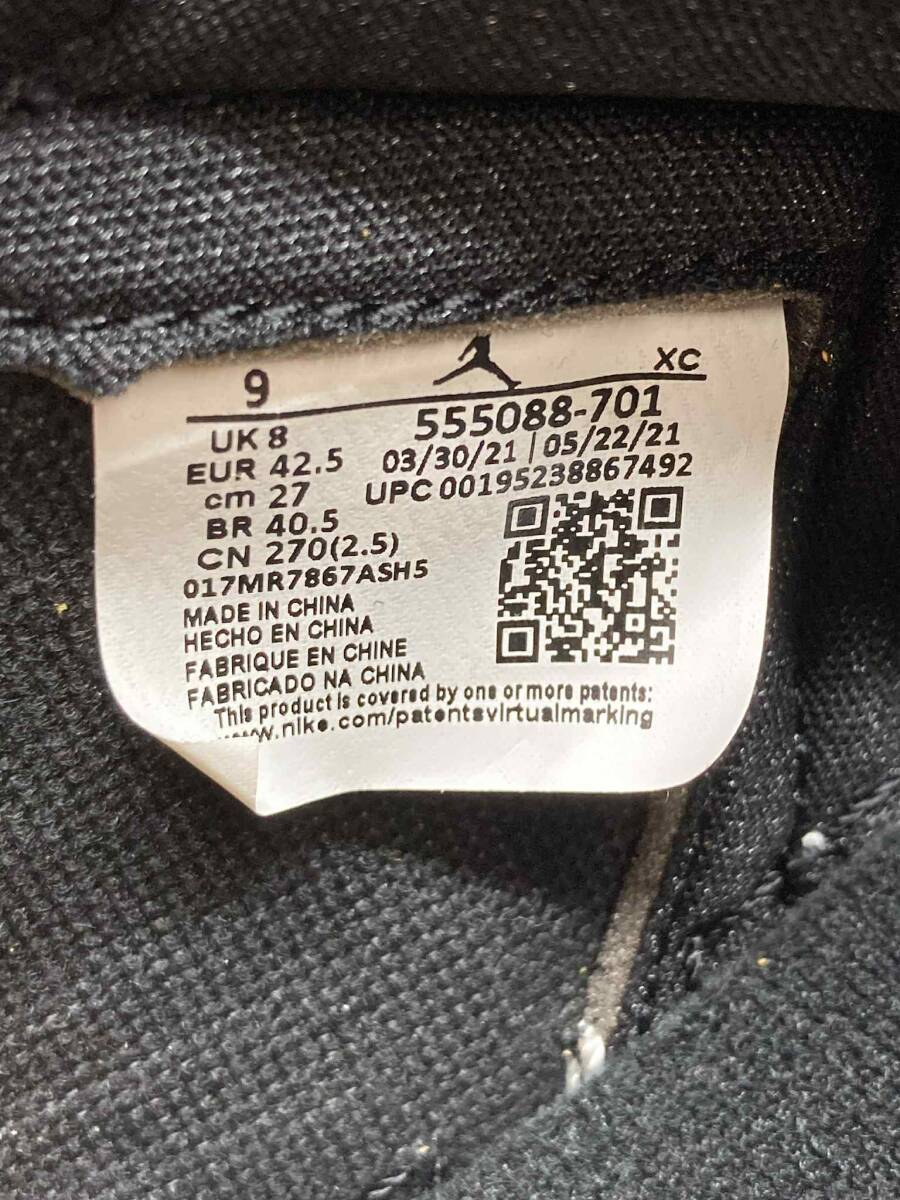 9 XC
UK 8 555088-701
EUR 42.5 03/30/21 | 05/22/21
cm 27 UPC 00195238867492
BR 40.5
CN 270(2.5)
017MR7867ASH5
MADE IN CHINA
HECHO EN CHINA
FABRIQUE EN CHINE
FABRICADO NA CHINA
This product is covered by one or more patents:
www.nike.com/patentsvirtualmarking